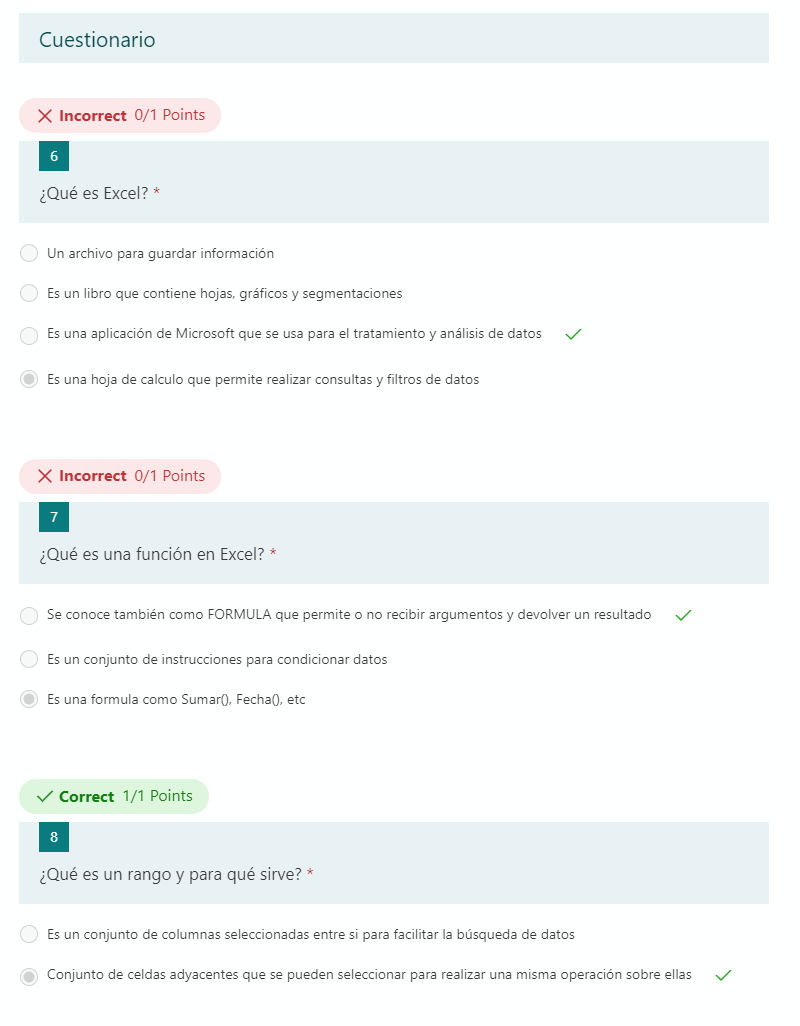 Cuestionario
Incorrect 0/1 Points
6
¿Qué es Excel? *
Un archivo para guardar información
Es un libro que contiene hojas, gráficos y segmentaciones
Es una aplicación de Microsoft que se usa para el tratamiento y análisis de datos
Es una hoja de calculo que permite realizar consultas y filtros de datos
Incorrect 0/1 Points
7
¿Qué es una función en Excel? *
Se conoce también como FORMULA que permite o no recibir argumentos y devolver un resultado
Es un conjunto de instrucciones para condicionar datos
Es una formula como Sumar(), Fecha(), etc
Correct 1/1 Points
8
¿Qué es un rango y para qué sirve? *
Es un conjunto de columnas seleccionadas entre si para facilitar la búsqueda de datos
Conjunto de celdas adyacentes que se pueden seleccionar para realizar una misma operación sobre ellas